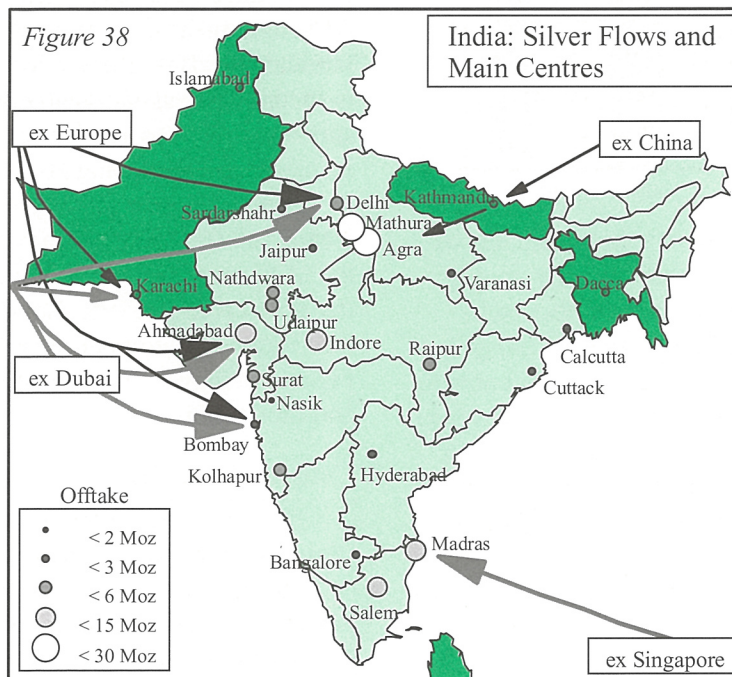 Figure 38
India: Silver Flows and
Main Centres
Islamabad
ex Europe
ex China
Delhi
Kathmandu
Sardarshahr
Mathura
Agra
Jaipur
Varanasi
Karachi
Nathdwara
Dacca
Udaipur
Ahmadabad
Indore
Calcutta
Raipur
ex Dubai
Surat
Cuttack
Nasik
Bombay
Hyderabad
Kolhapur
Offtake
< 2 Moz
< 3 Moz
< 6 Moz
< 15 Moz
< 30 Moz
Madras
Bangalore
Salem
ex Singapore